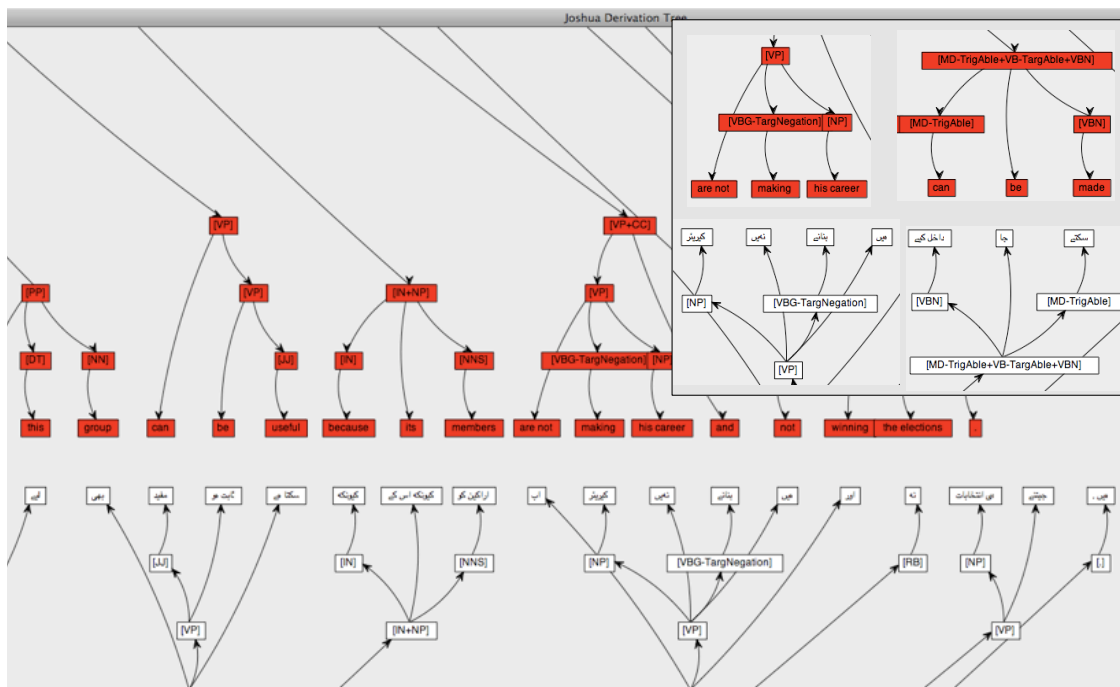 Joshua Derivation Tree
[VP] [MD-TrigAble+VB-TargAble+VBN]
[VBG-TargNegation] [NP] [MD-TrigAble] [VBN]
are not making his career can be made
کیریئر نہیں بنانے میں داخل کیے جا سکتے
[NP] [VBG-TargNegation] [VBN] [MD-TrigAble]
[VP] [MD-TrigAble+VB-TargAble+VBN]
[VP] [VP+CC]
[PP] [VP] [IN+NP] [VP]
[DT] [NN] [JJ] [IN] [NNS] [VBG-TargNegation] [NP]
this group can be useful because its members are not making his career and not winning the elections .
لیے بھی مفید ثابت ہو سکتا ہے کیونکہ کیونکہ اس کے اراکین کو اب کیریئر نہیں بنانے میں اور نہ ہی انتخابات جیتنے میں .
[JJ] [IN] [NNS] [NP] [VBG-TargNegation] [RB] [NP] [.]
[VP] [IN+NP] [VP] [VP]